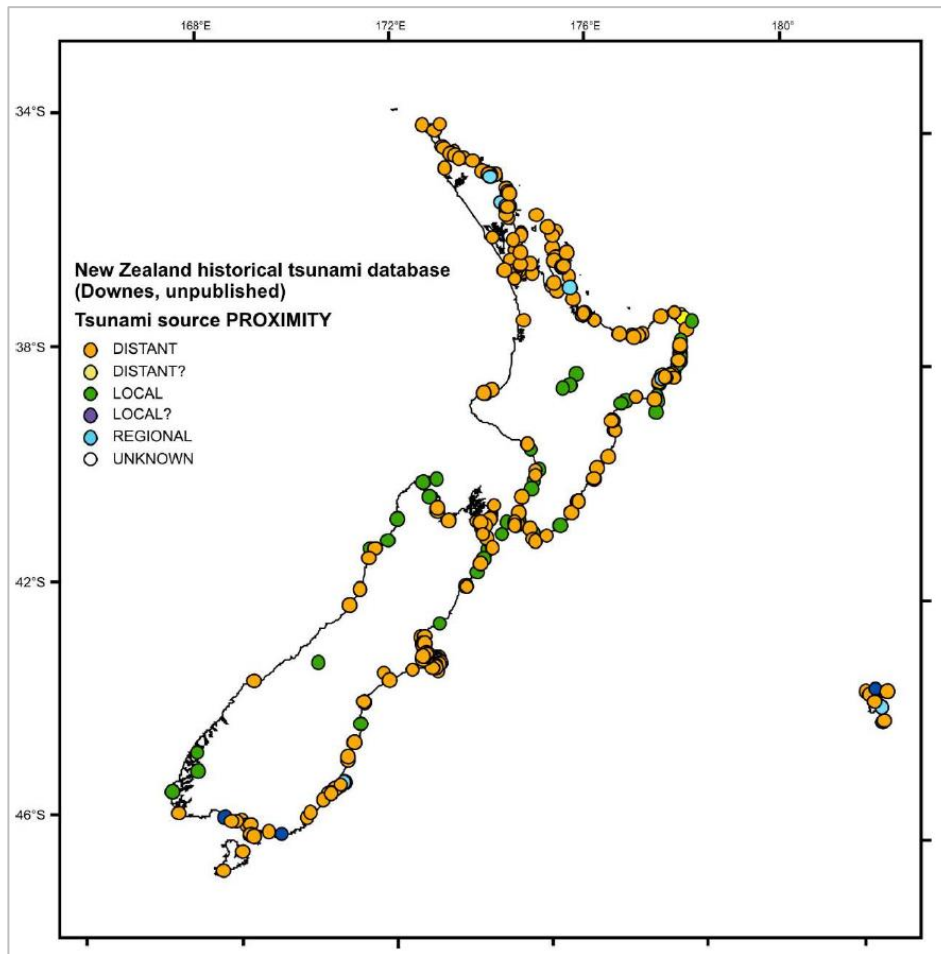 168°E 172°E 176°E 180°
34°S
New Zealand historical tsunami database
(Downes, unpublished)
Tsunami source PROXIMITY
38°S
DISTANT
DISTANT?
LOCAL
LOCAL?
REGIONAL
UNKNOWN
42°S
46°S